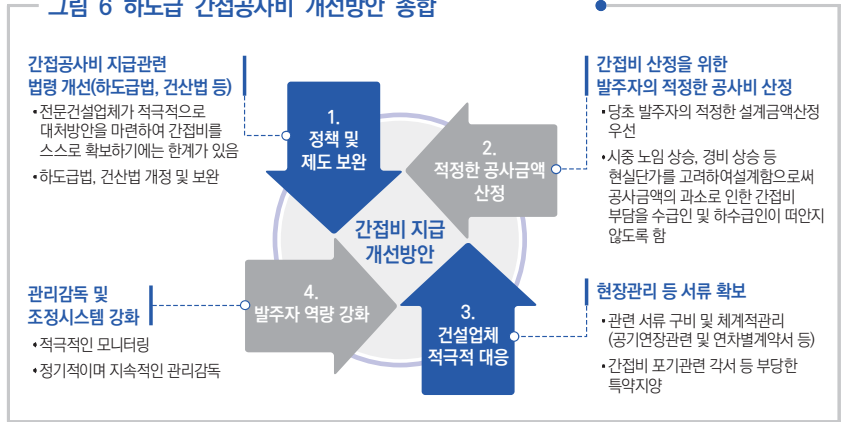 그림 6 하도급 간접공사비 개선방안 종합
간접공사비 지급관련
법령 개선(하도급법, 건산법 등)
•전문건설업체가 적극적으로
대처방안을 마련하여 간접비를
스스로 확보하기에는 한계가 있음
•하도급법, 건산법 개정 및 보완
1.
정책 및
제도 보완
간접비 산정을 위한
발주자의 적정한 공사비 산정
•당초 발주자의 적정한 설계금액산정
우선
•시중 노임 상승, 경비 상승 등
현실단가를 고려하여설계함으로써
공사금액의 과소로 인한 간접비
부담을 수급인 및 하수급인이 떠안지
않도록 함
2.
적정한 공사금액
산정
간접비 지급
개선방안
관리감독 및
조정시스템 강화
•적극적인 모니터링
•정기적이며 지속적인 관리감독
4.
발주자 역량 강화
3.
건설업체
적극적 대응
현장관리 등 서류 확보
•관련 서류 구비 및 체계적관리
(공기연장관련 및 연차별계약서 등)
•간접비 포기관련 각서 등 부당한
특약지양